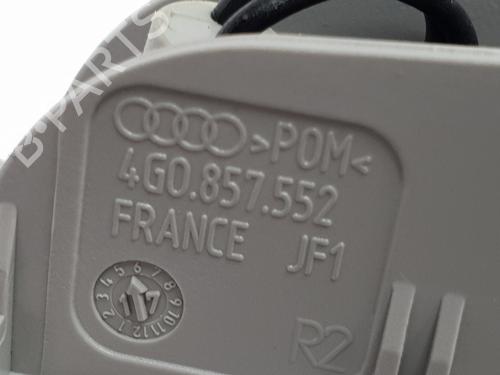 B-PARTS
>POM<
4G0.857.552
FRANCE JF1
1 2 3 4 5 6 7 8 9 10 11 12
17
R2